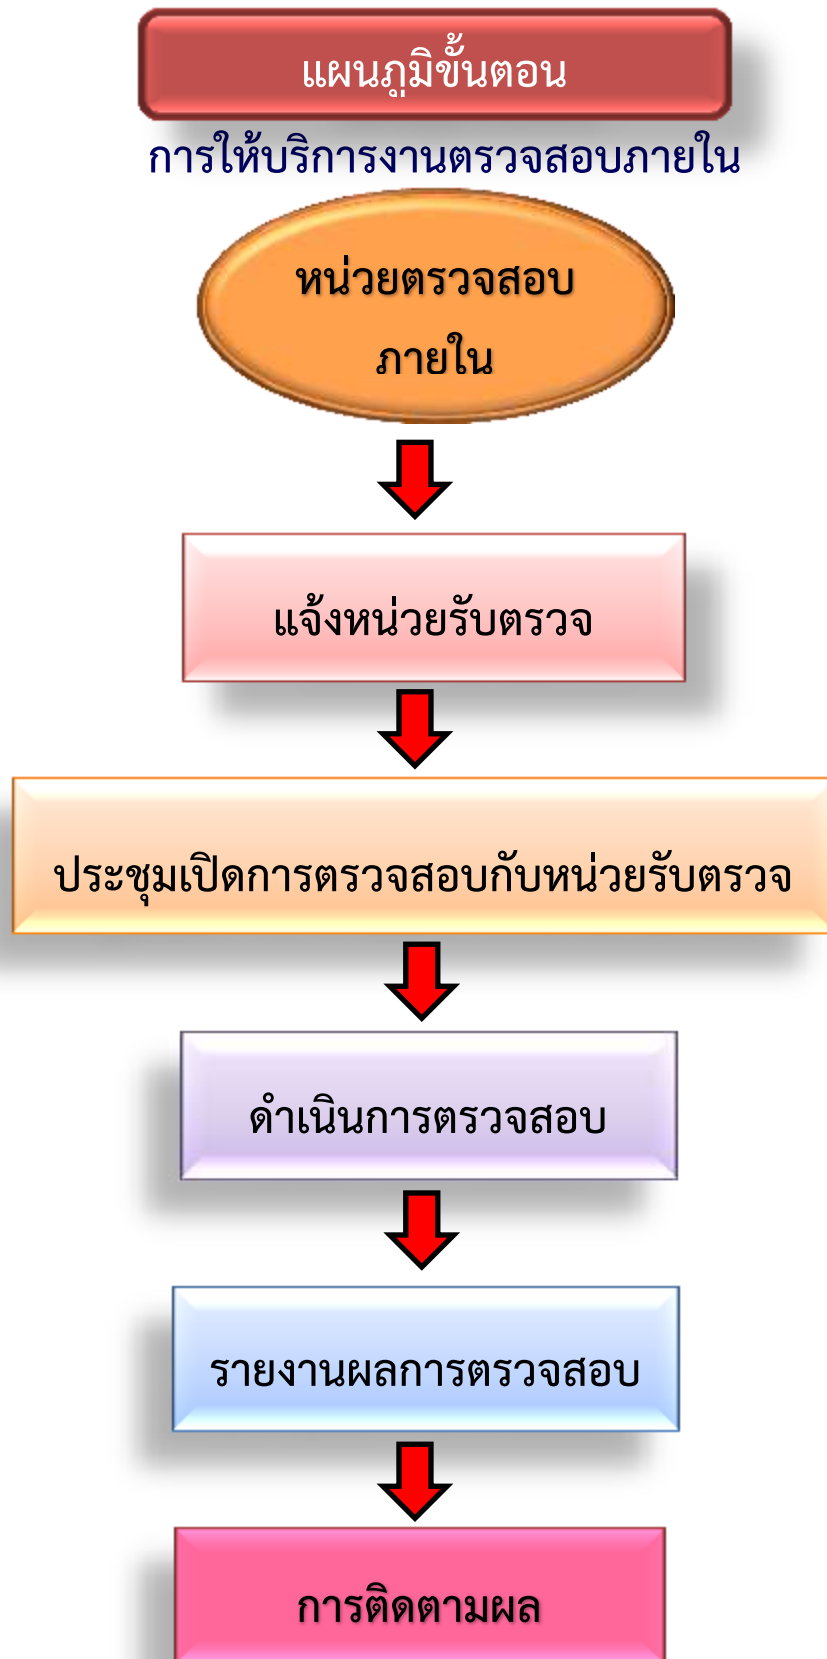 แผนภูมิขั้นตอน
การให้บริการงานตรวจสอบภายใน
หน่วยตรวจสอบ
ภายใน
แจ้งหน่วยรับตรวจ
ประชุมเปิดการตรวจสอบกับหน่วยรับตรวจ
ดำเนินการตรวจสอบ
รายงานผลการตรวจสอบ
การติดตามผล